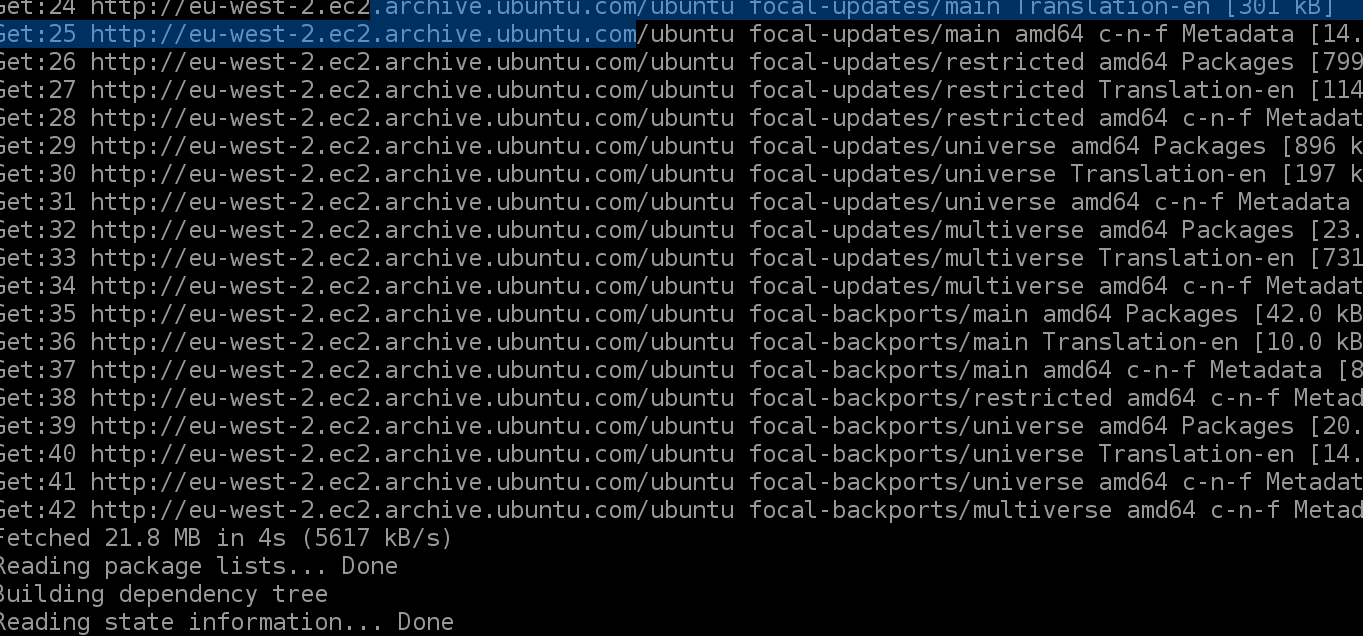 Get:24 http://eu-west-2.ec2.archive.ubuntu.com/ubuntu focal-updates/main Translation-en [301 kB]
Get:25 http://eu-west-2.ec2.archive.ubuntu.com/ubuntu focal-updates/main amd64 c-n-f Metadata [14.
Get:26 http://eu-west-2.ec2.archive.ubuntu.com/ubuntu focal-updates/restricted amd64 Packages [799
Get:27 http://eu-west-2.ec2.archive.ubuntu.com/ubuntu focal-updates/restricted Translation-en [114
Get:28 http://eu-west-2.ec2.archive.ubuntu.com/ubuntu focal-updates/restricted amd64 c-n-f Metadat
Get:29 http://eu-west-2.ec2.archive.ubuntu.com/ubuntu focal-updates/universe amd64 Packages [896 k
Get:30 http://eu-west-2.ec2.archive.ubuntu.com/ubuntu focal-updates/universe Translation-en [197 k
Get:31 http://eu-west-2.ec2.archive.ubuntu.com/ubuntu focal-updates/universe amd64 c-n-f Metadata
Get:32 http://eu-west-2.ec2.archive.ubuntu.com/ubuntu focal-updates/multiverse amd64 Packages [23.
Get:33 http://eu-west-2.ec2.archive.ubuntu.com/ubuntu focal-updates/multiverse Translation-en [731
Get:34 http://eu-west-2.ec2.archive.ubuntu.com/ubuntu focal-updates/multiverse amd64 c-n-f Metadat
Get:35 http://eu-west-2.ec2.archive.ubuntu.com/ubuntu focal-backports/main amd64 Packages [42.0 kB
Get:36 http://eu-west-2.ec2.archive.ubuntu.com/ubuntu focal-backports/main Translation-en [10.0 kB
Get:37 http://eu-west-2.ec2.archive.ubuntu.com/ubuntu focal-backports/main amd64 c-n-f Metadata [8
Get:38 http://eu-west-2.ec2.archive.ubuntu.com/ubuntu focal-backports/restricted amd64 c-n-f Metad
Get:39 http://eu-west-2.ec2.archive.ubuntu.com/ubuntu focal-backports/universe amd64 Packages [20.
Get:40 http://eu-west-2.ec2.archive.ubuntu.com/ubuntu focal-backports/universe Translation-en [14.
Get:41 http://eu-west-2.ec2.archive.ubuntu.com/ubuntu focal-backports/universe amd64 c-n-f Metadat
Get:42 http://eu-west-2.ec2.archive.ubuntu.com/ubuntu focal-backports/multiverse amd64 c-n-f Metad
Fetched 21.8 MB in 4s (5617 kB/s)
Reading package lists... Done
Building dependency tree
Reading state information... Done